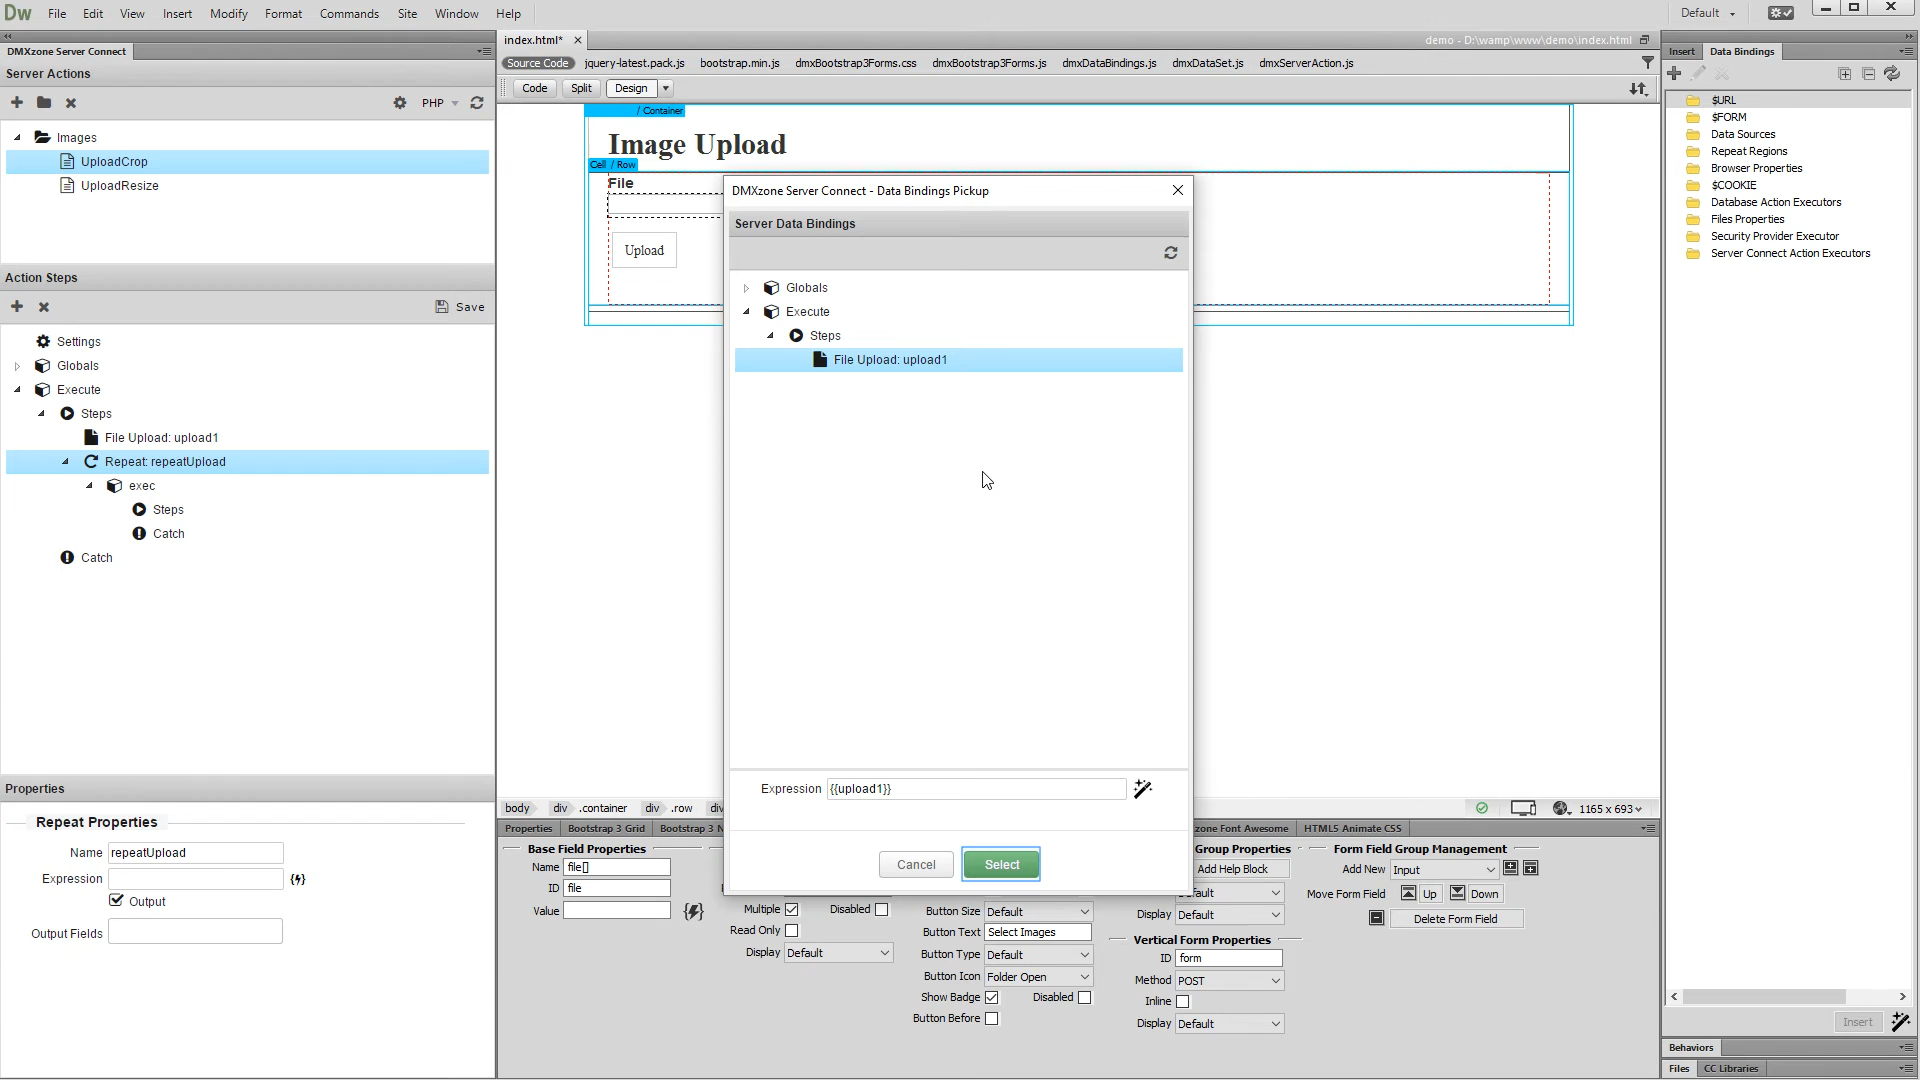 Dw File Edit View Insert Modify Format Commands Site Window Help Default
DMXzone Server Connect
Server Actions
PHP
Images
UploadCrop
UploadResize
Action Steps
Save
Settings
Globals
Execute
Steps
File Upload: upload1
Repeat: repeatUpload
exec
Steps
Catch
Catch
Properties
Repeat Properties
Name repeatUpload
Expression
Output
Output Fields
index.html* demo - D:\wamp\www\demo\index.html
Source Code jquery-latest.pack.js bootstrap.min.js dmxBootstrap3Forms.css dmxBootstrap3Forms.js dmxDataBindings.js dmxDataSet.js dmxServerAction.js
Code Split Design
/ Container
Image Upload
Cell / Row
File
Upload
DMXzone Server Connect - Data Bindings Pickup
Server Data Bindings
Globals
Execute
Steps
File Upload: upload1
Expression {{upload1}}
Cancel Select
body div .container div .row div 1165 x 693
Properties Bootstrap 3 Grid Bootstrap 3 zone Font Awesome HTML5 Animate CSS
Base Field Properties
Name file[]
ID file
Value
Multiple Disabled
Read Only
Display Default
Button Size Default
Button Text Select Images
Button Type Default
Button Icon Folder Open
Show Badge Disabled
Button Before
Group Properties
Add Help Block
Display Default
Vertical Form Properties
ID form
Method POST
Inline
Display Default
Form Field Group Management
Add New Input
Move Form Field Up Down
Delete Form Field
Insert Data Bindings
$URL
$FORM
Data Sources
Repeat Regions
Browser Properties
$COOKIE
Database Action Executors
Files Properties
Security Provider Executor
Server Connect Action Executors
Insert
Behaviors
Files CC Libraries